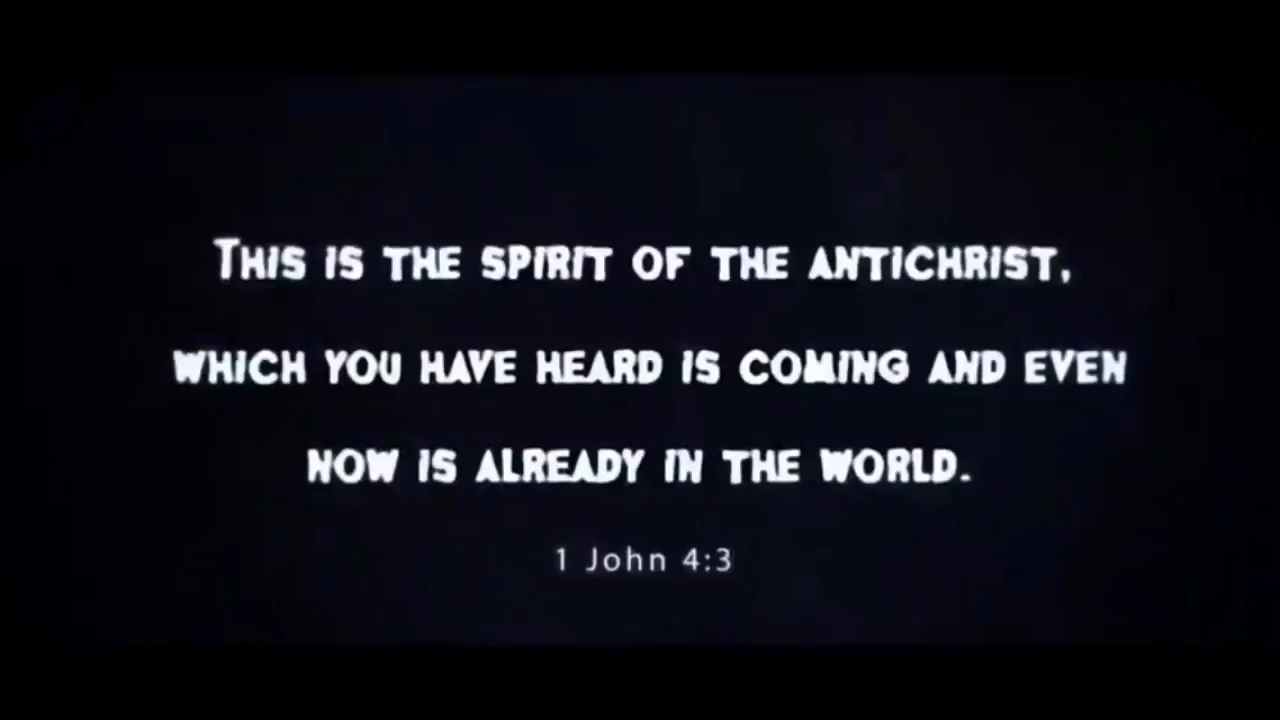 This is the spirit of the antichrist,
which you have heard is coming and even
now is already in the world.
1 John 4:3